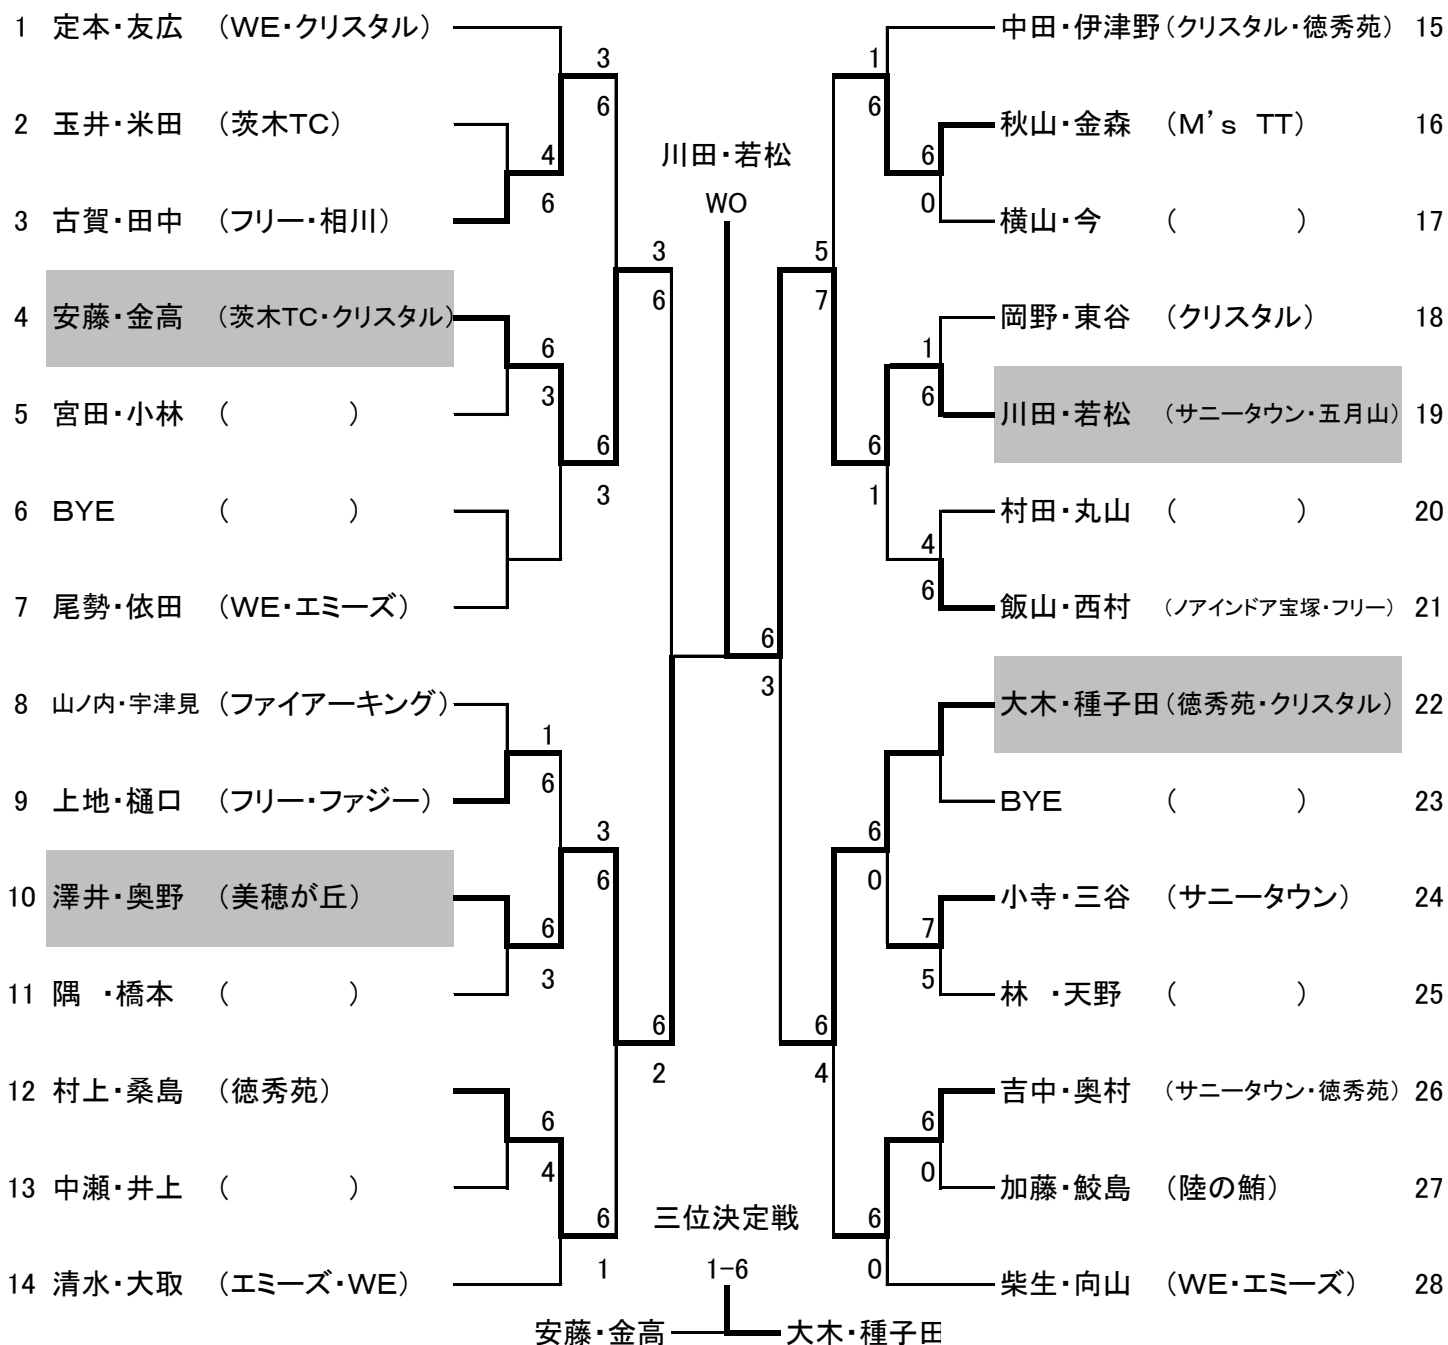 1 定本・友広 (WE・クリスタル)
2 玉井・米田 (茨木TC)
3 古賀・田中 (フリー・相川)
4 安藤・金高 (茨木TC・クリスタル)
5 宮田・小林 (　　　)
6 BYE (　　　)
7 尾勢・依田 (WE・エミーズ)
8 山ノ内・宇津見 (ファイアーキング)
9 上地・樋口 (フリー・ファジー)
10 澤井・奥野 (美穂が丘)
11 隅　・橋本 (　　　)
12 村上・桑島 (徳秀苑)
13 中瀬・井上 (　　　)
14 清水・大取 (エミーズ・WE)
4
6
6
3
1
6
6
3
6
4
3
6
6
3
3
6
6
1
3
6
6
2
川田・若松
WO
6
3
三位決定戦
1-6
安藤・金高
大木・種子田
5
7
6
4
1
6
6
1
6
0
6
0
6
0
1
6
4
6
7
5
6
0
中田・伊津野 (クリスタル・徳秀苑) 15
秋山・金森 (M's TT) 16
横山・今 (　　　) 17
岡野・東谷 (クリスタル) 18
川田・若松 (サニータウン・五月山) 19
村田・丸山 (　　　) 20
飯山・西村 (ノアインドア宝塚・フリー) 21
大木・種子田 (徳秀苑・クリスタル) 22
BYE (　　　) 23
小寺・三谷 (サニータウン) 24
林　・天野 (　　　) 25
吉中・奥村 (サニータウン・徳秀苑) 26
加藤・鮫島 (陸の鮪) 27
柴生・向山 (WE・エミーズ) 28